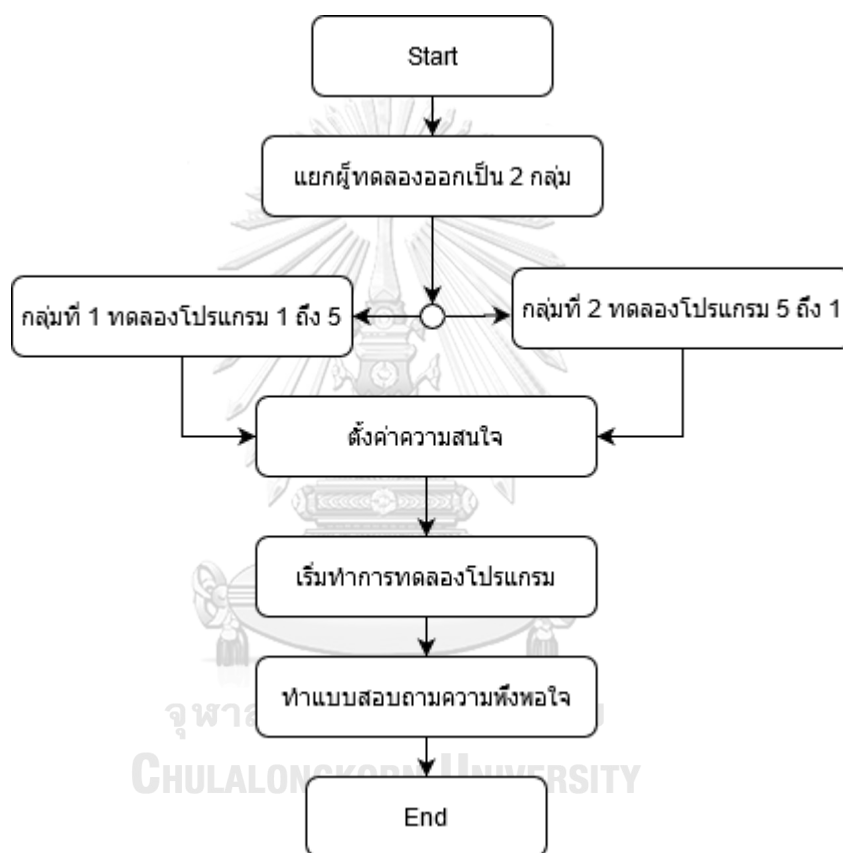 Start
แยกผู้ทดลองออกเป็น 2 กลุ่ม
กลุ่มที่ 1 ทดลองโปรแกรม 1 ถึง 5
กลุ่มที่ 2 ทดลองโปรแกรม 5 ถึง 1
ตั้งค่าความสนใจ
เริ่มทำการทดลองโปรแกรม
ทำแบบสอบถามความพึงพอใจ
CHULALONGKORN UNIVERSITY
End